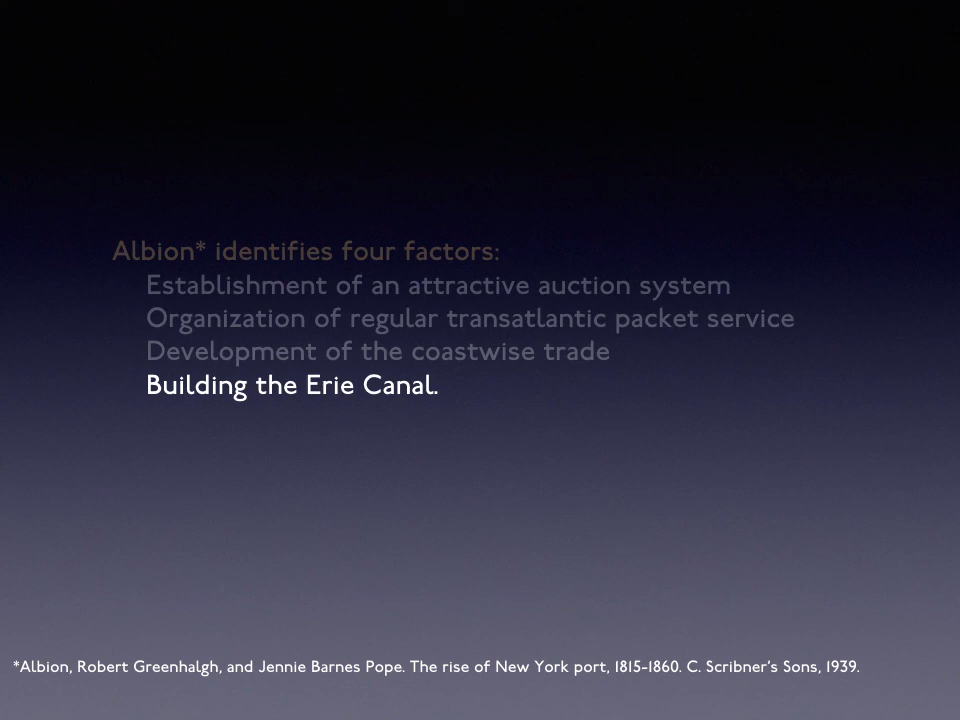 Albion* identifies four factors:
Establishment of an attractive auction system
Organization of regular transatlantic packet service
Development of the coastwise trade
Building the Erie Canal.
*Albion, Robert Greenhalgh, and Jennie Barnes Pope. The rise of New York port, 1815-1860. C. Scribner's Sons, 1939.